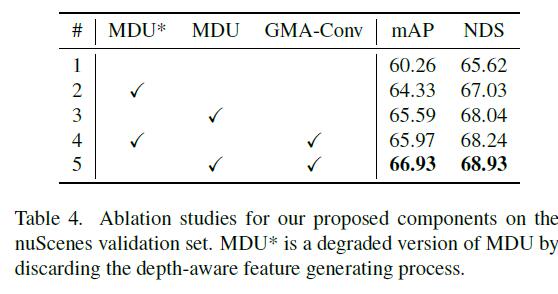 # MDU* MDU GMA-Conv mAP NDS
1 60.26 65.62
2 ✓ 64.33 67.03
3 ✓ 65.59 68.04
4 ✓ ✓ 65.97 68.24
5 ✓ ✓ 66.93 68.93
Table 4. Ablation studies for our proposed components on the
nuScenes validation set. MDU* is a degraded version of MDU by
discarding the depth-aware feature generating process.